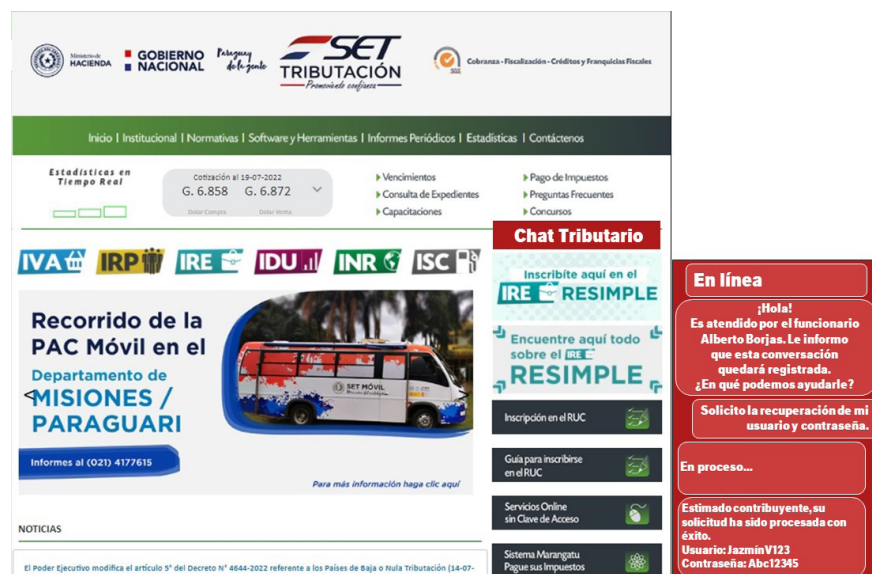 Ministerio de
HACIENDA
GOBIERNO
NACIONAL
Paraguay
de la gente
SET
TRIBUTACIÓN
Promoviendo confianza
SGS
Cobranza - Fiscalización - Créditos y Franquicias Fiscales
Inicio | Institucional | Normativas | Software y Herramientas | Informes Periódicos | Estadísticas | Contáctenos
Estadísticas en
Tiempo Real
Cotización al 19-07-2022
G. 6.858 G. 6.872
Dolar Compra Dolar Venta
Vencimientos
Consulta de Expedientes
Capacitaciones
Pago de Impuestos
Preguntas Frecuentes
Concursos
IVA IRP IRE IDU INR ISC
Recorrido de la
PAC Móvil en el
Departamento de
MISIONES /
PARAGUARI
Informes al (021) 4177615
SET MÓVIL
Para más información haga clic aquí
NOTICIAS
El Poder Ejecutivo modifica el artículo 5° del Decreto N° 4644-2022 referente a los Países de Baja o Nula Tributación (14-07-
Chat Tributario
Inscribíte aquí en el
IRE RESIMPLE
Encuentre aquí todo
sobre el IRE
RESIMPLE
Inscripción en el RUC
Guía para inscribirse
en el RUC
Servicios Online
sin Clave de Acceso
Sistema Marangatu
Pague sus Impuestos
En línea
¡Hola!
Es atendido por el funcionario
Alberto Borjas. Le informo
que esta conversación
quedará registrada.
¿En qué podemos ayudarle?
Solicito la recuperación de mi
usuario y contraseña.
En proceso...
Estimado contribuyente, su
solicitud ha sido procesada con
éxito.
Usuario: JazmínV123
Contraseña: Abc12345